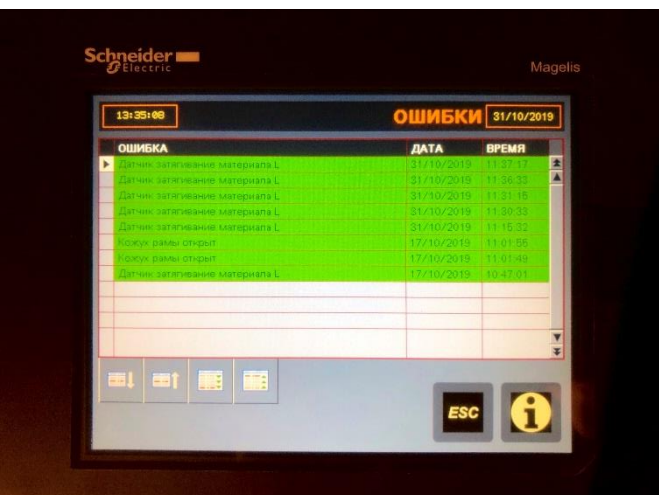 Schneider
Electric
Magelis
13:35:08 ОШИБКИ 31/10/2019
ОШИБКА ДАТА ВРЕМЯ
Датчик затягивание материала L 31/10/2019 11:37:17
Датчик затягивание материала L 31/10/2019 11:36:33
Датчик затягивание материала L 31/10/2019 11:31:15
Датчик затягивание материала L 31/10/2019 11:30:33
Датчик затягивание материала L 31/10/2019 11:15:32
Кожух рамы открыт 17/10/2019 11:01:56
Кожух рамы открыт 17/10/2019 11:01:49
Датчик затягивание материала L 17/10/2019 10:47:01
ESC
i